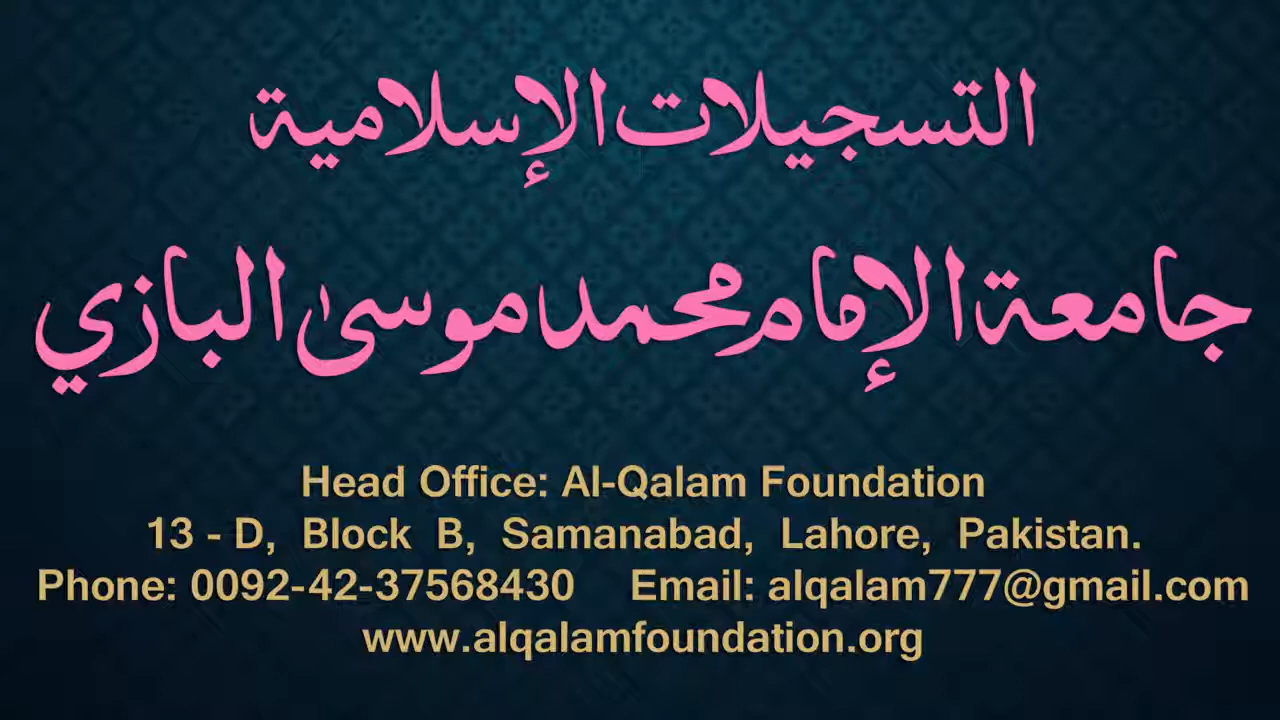 التسجيلات الإسلامية
جامعة الإمام محمد موسىٰ البازي
Head Office: Al-Qalam Foundation
13 - D, Block B, Samanabad, Lahore, Pakistan.
Phone: 0092-42-37568430 Email: alqalam777@gmail.com
www.alqalamfoundation.org